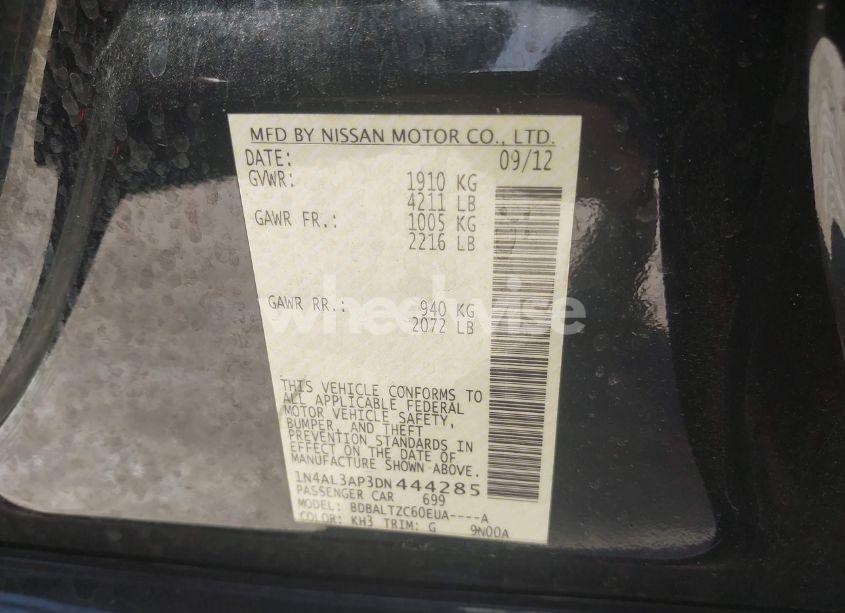 MFD BY NISSAN MOTOR CO., LTD.
DATE: 09/12
GVWR: 1910 KG
4211 LB
GAWR FR.: 1005 KG
2216 LB
GAWR RR.: 940 KG
2072 LB
wheelwise
THIS VEHICLE CONFORMS TO
ALL APPLICABLE FEDERAL
MOTOR VEHICLE SAFETY,
BUMPER, AND THEFT
PREVENTION STANDARDS IN
EFFECT ON THE DATE OF
MANUFACTURE SHOWN ABOVE.
1N4AL3AP3DN444285
PASSENGER CAR 699
MODEL: BDBALTZC60EUA----A
COLOR: KH3 TRIM: G 9N00A